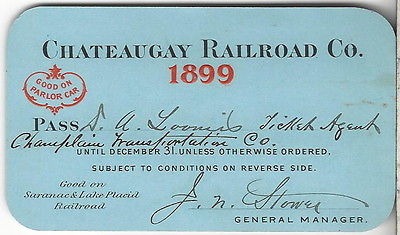 CHATEAUGAY RAILROAD CO.
1899
GOOD ON
PARLOR CAR
PASS S. A. Loomis Ticket Agent
Champlain Transportation Co.
UNTIL DECEMBER 31. UNLESS OTHERWISE ORDERED,
SUBJECT TO CONDITIONS ON REVERSE SIDE.
Good on
Saranac & Lake Placid
Railroad
J. N. Stower
GENERAL MANAGER.